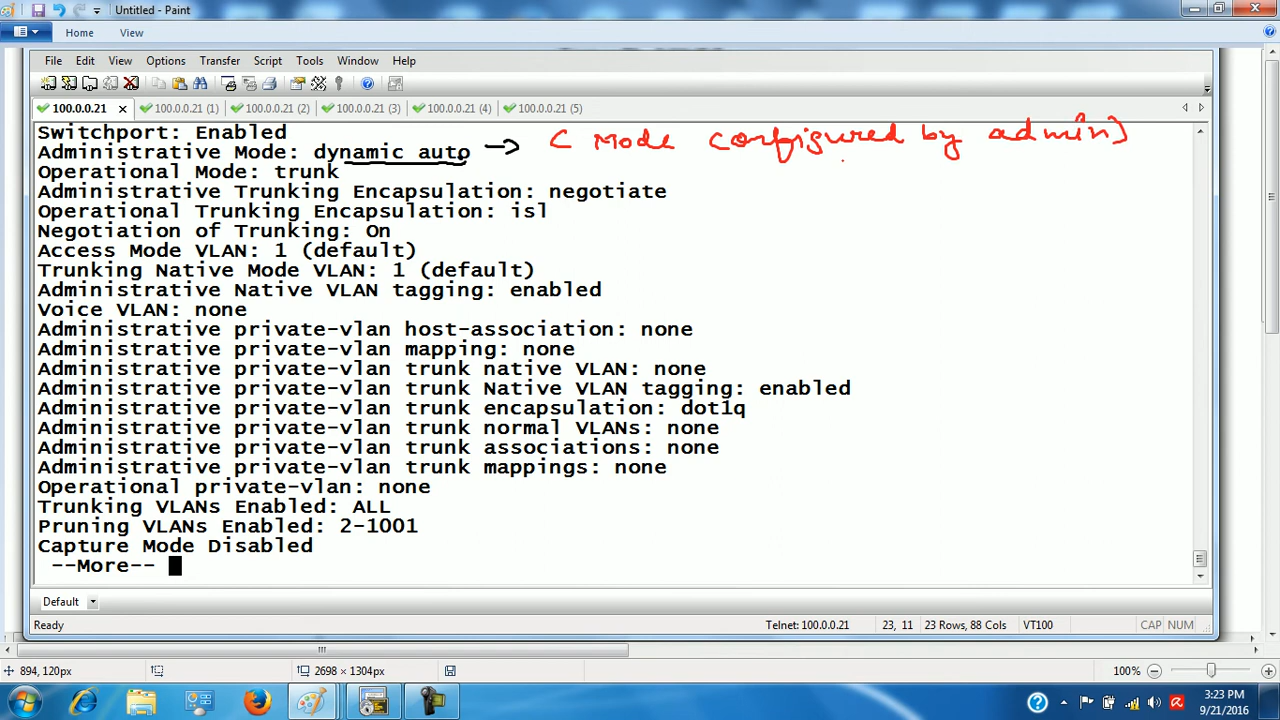 Untitled - Paint
Home View
File Edit View Options Transfer Script Tools Window Help
100.0.0.21 100.0.0.21 (1) 100.0.0.21 (2) 100.0.0.21 (3) 100.0.0.21 (4) 100.0.0.21 (5)
Switchport: Enabled
Administrative Mode: dynamic auto → ( Mode configured by admin)
Operational Mode: trunk
Administrative Trunking Encapsulation: negotiate
Operational Trunking Encapsulation: isl
Negotiation of Trunking: On
Access Mode VLAN: 1 (default)
Trunking Native Mode VLAN: 1 (default)
Administrative Native VLAN tagging: enabled
Voice VLAN: none
Administrative private-vlan host-association: none
Administrative private-vlan mapping: none
Administrative private-vlan trunk native VLAN: none
Administrative private-vlan trunk Native VLAN tagging: enabled
Administrative private-vlan trunk encapsulation: dot1q
Administrative private-vlan trunk normal VLANs: none
Administrative private-vlan trunk associations: none
Administrative private-vlan trunk mappings: none
Operational private-vlan: none
Trunking VLANs Enabled: ALL
Pruning VLANs Enabled: 2-1001
Capture Mode Disabled
--More--
Default
Ready Telnet: 100.0.0.21 23, 11 23 Rows, 88 Cols VT100 CAP NUM
894, 120px 2698 × 1304px 100%
3:23 PM
9/21/2016